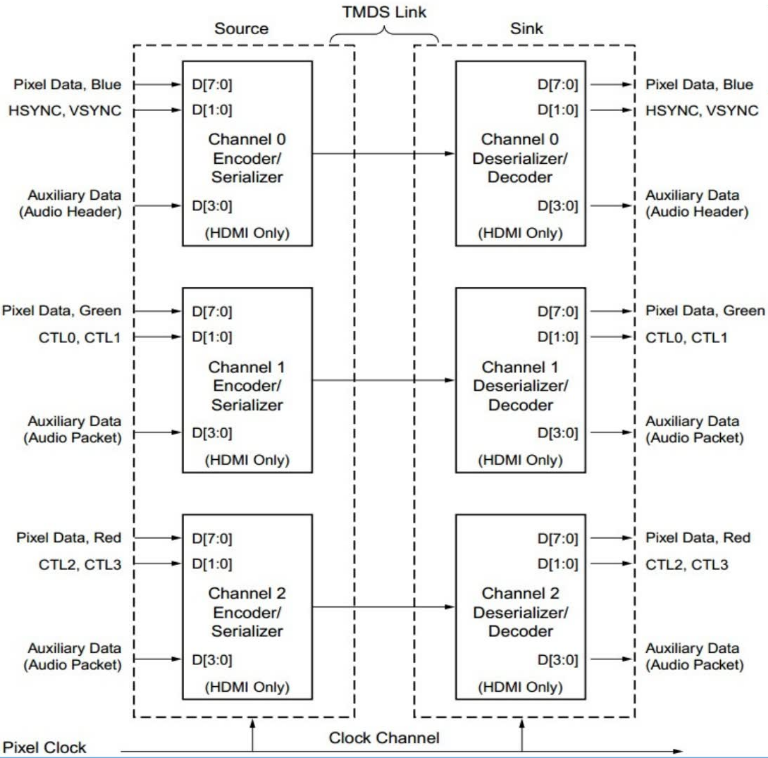 TMDS Link
Source
Sink
Pixel Data, Blue
D[7:0]
D[7:0]
Pixel Data, Blue
HSYNC, VSYNC
D[1:0]
D[1:0]
HSYNC, VSYNC
Channel 0
Encoder/
Serializer
Channel 0
Deserializer/
Decoder
Auxiliary Data
(Audio Header)
D[3:0]
(HDMI Only)
D[3:0]
(HDMI Only)
Auxiliary Data
(Audio Header)
Pixel Data, Green
D[7:0]
D[7:0]
Pixel Data, Green
CTL0, CTL1
D[1:0]
D[1:0]
CTL0, CTL1
Channel 1
Encoder/
Serializer
Channel 1
Deserializer/
Decoder
Auxiliary Data
(Audio Packet)
D[3:0]
(HDMI Only)
D[3:0]
(HDMI Only)
Auxiliary Data
(Audio Packet)
Pixel Data, Red
D[7:0]
D[7:0]
Pixel Data, Red
CTL2, CTL3
D[1:0]
D[1:0]
CTL2, CTL3
Channel 2
Encoder/
Serializer
Channel 2
Deserializer/
Decoder
Auxiliary Data
(Audio Packet)
D[3:0]
(HDMI Only)
D[3:0]
(HDMI Only)
Auxiliary Data
(Audio Packet)
Clock Channel
Pixel Clock